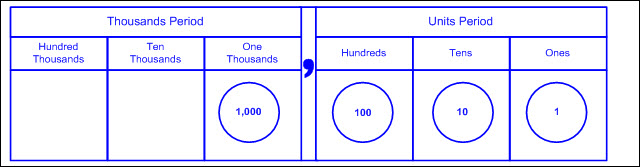 Thousands Period , Units Period
Hundred Thousands
Ten Thousands
One Thousands
Hundreds
Tens
Ones
1,000
100
10
1